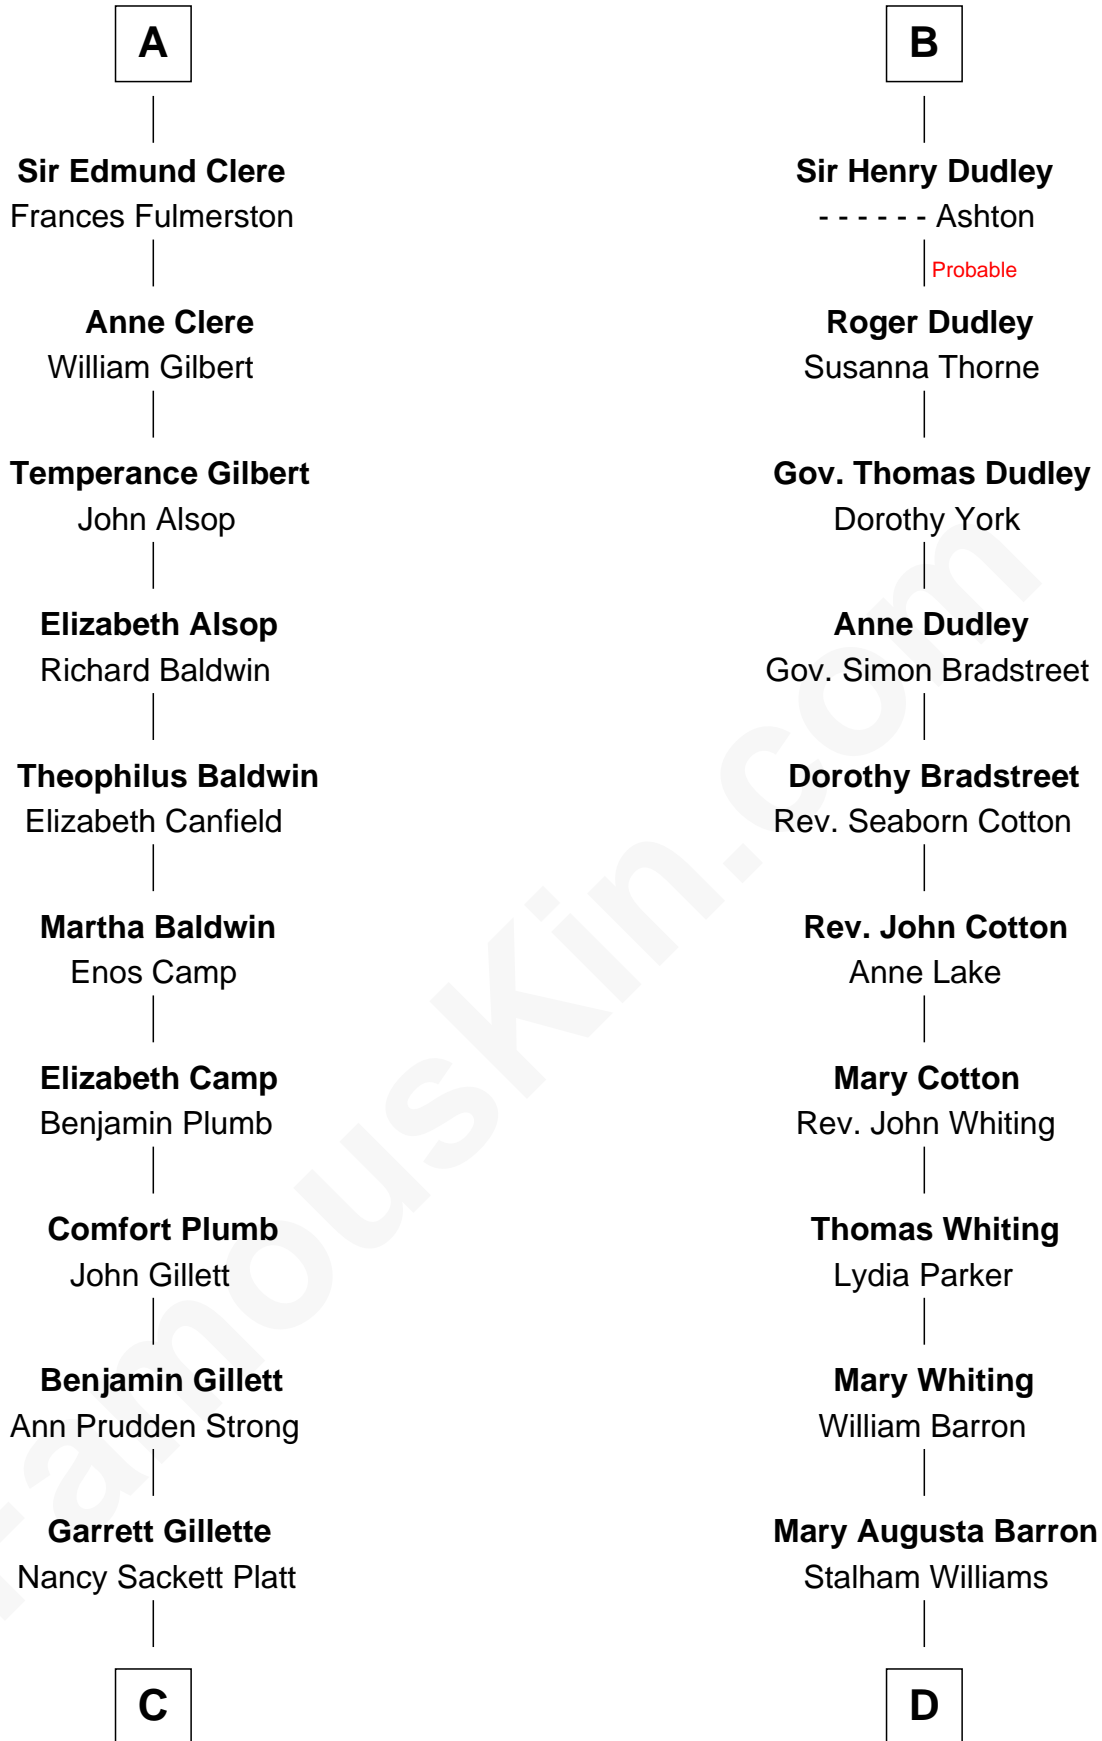 A
Sir Edmund Clere
Frances Fulmerston
Anne Clere
William Gilbert
Temperance Gilbert
John Alsop
Elizabeth Alsop
Richard Baldwin
Theophilus Baldwin
Elizabeth Canfield
Martha Baldwin
Enos Camp
Elizabeth Camp
Benjamin Plumb
Comfort Plumb
John Gillett
Benjamin Gillett
Ann Prudden Strong
Garrett Gillette
Nancy Sackett Platt
C
B
Sir Henry Dudley
- - - - - - Ashton
Probable
Roger Dudley
Susanna Thorne
Gov. Thomas Dudley
Dorothy York
Anne Dudley
Gov. Simon Bradstreet
Dorothy Bradstreet
Rev. Seaborn Cotton
Rev. John Cotton
Anne Lake
Mary Cotton
Rev. John Whiting
Thomas Whiting
Lydia Parker
Mary Whiting
William Barron
Mary Augusta Barron
Stalham Williams
D
FamousKin.com